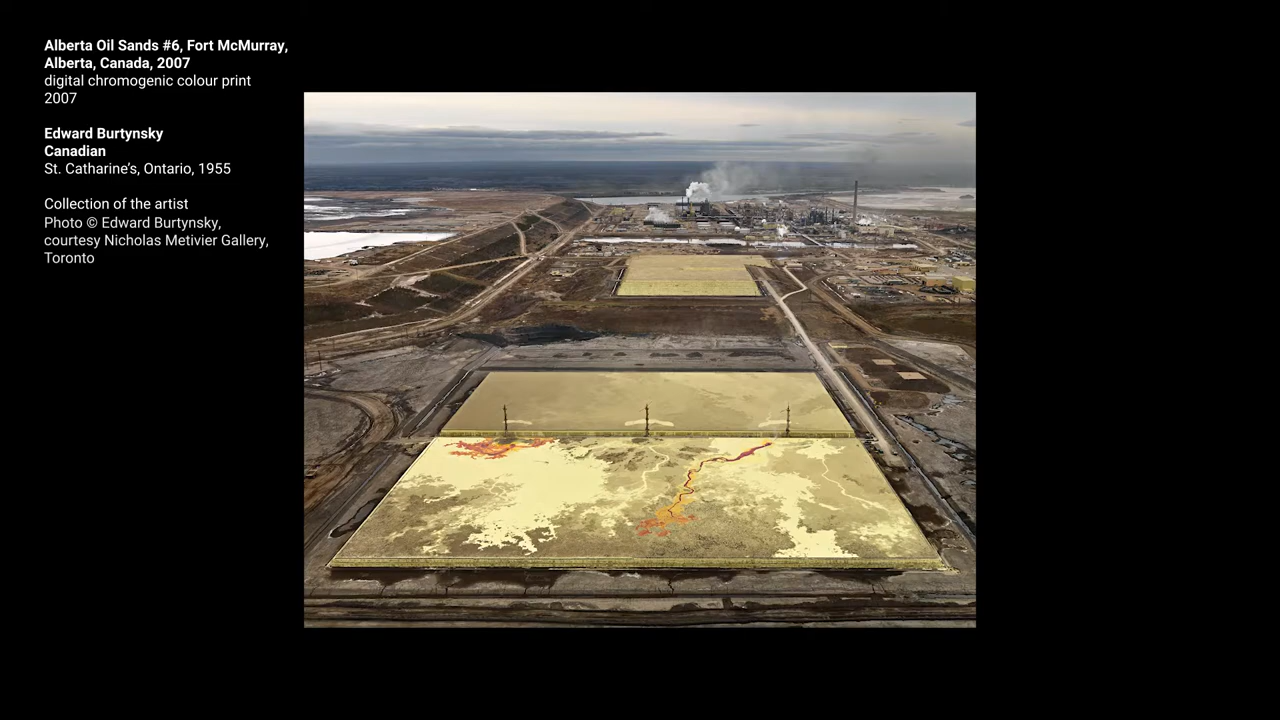 Alberta Oil Sands #6, Fort McMurray,
Alberta, Canada, 2007
digital chromogenic colour print
2007
Edward Burtynsky
Canadian
St. Catharine’s, Ontario, 1955
Collection of the artist
Photo © Edward Burtynsky,
courtesy Nicholas Metivier Gallery,
Toronto